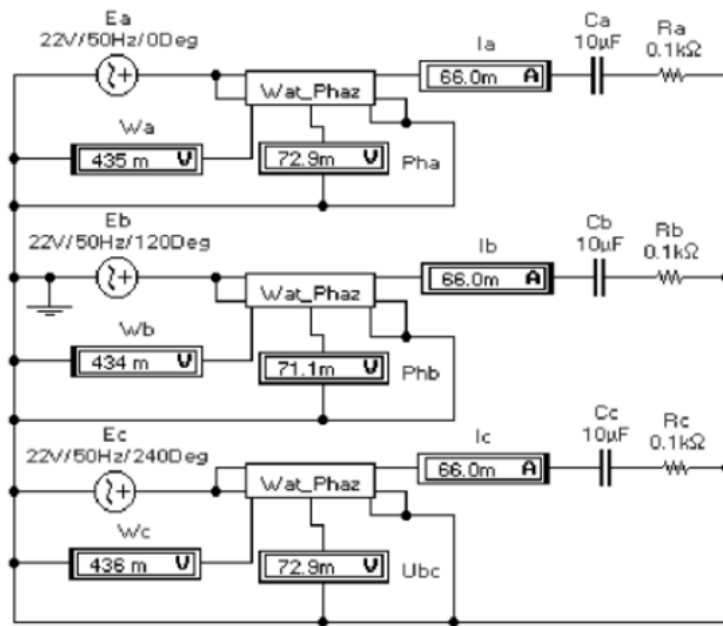 Ea
22V/50Hz/0Deg
Ia
Ca
10µF
Ra
0.1kΩ
Wat_Phaz
66.0m A
Wa
435 m V
72.9m V
Pha
Eb
22V/50Hz/120Deg
Ib
Cb
10µF
Rb
0.1kΩ
Wat_Phaz
66.0m A
Wb
434 m V
71.1m V
Phb
Ec
22V/50Hz/240Deg
Ic
Cc
10µF
Rc
0.1kΩ
Wat_Phaz
66.0m A
Wc
436 m V
72.9m V
Ubc